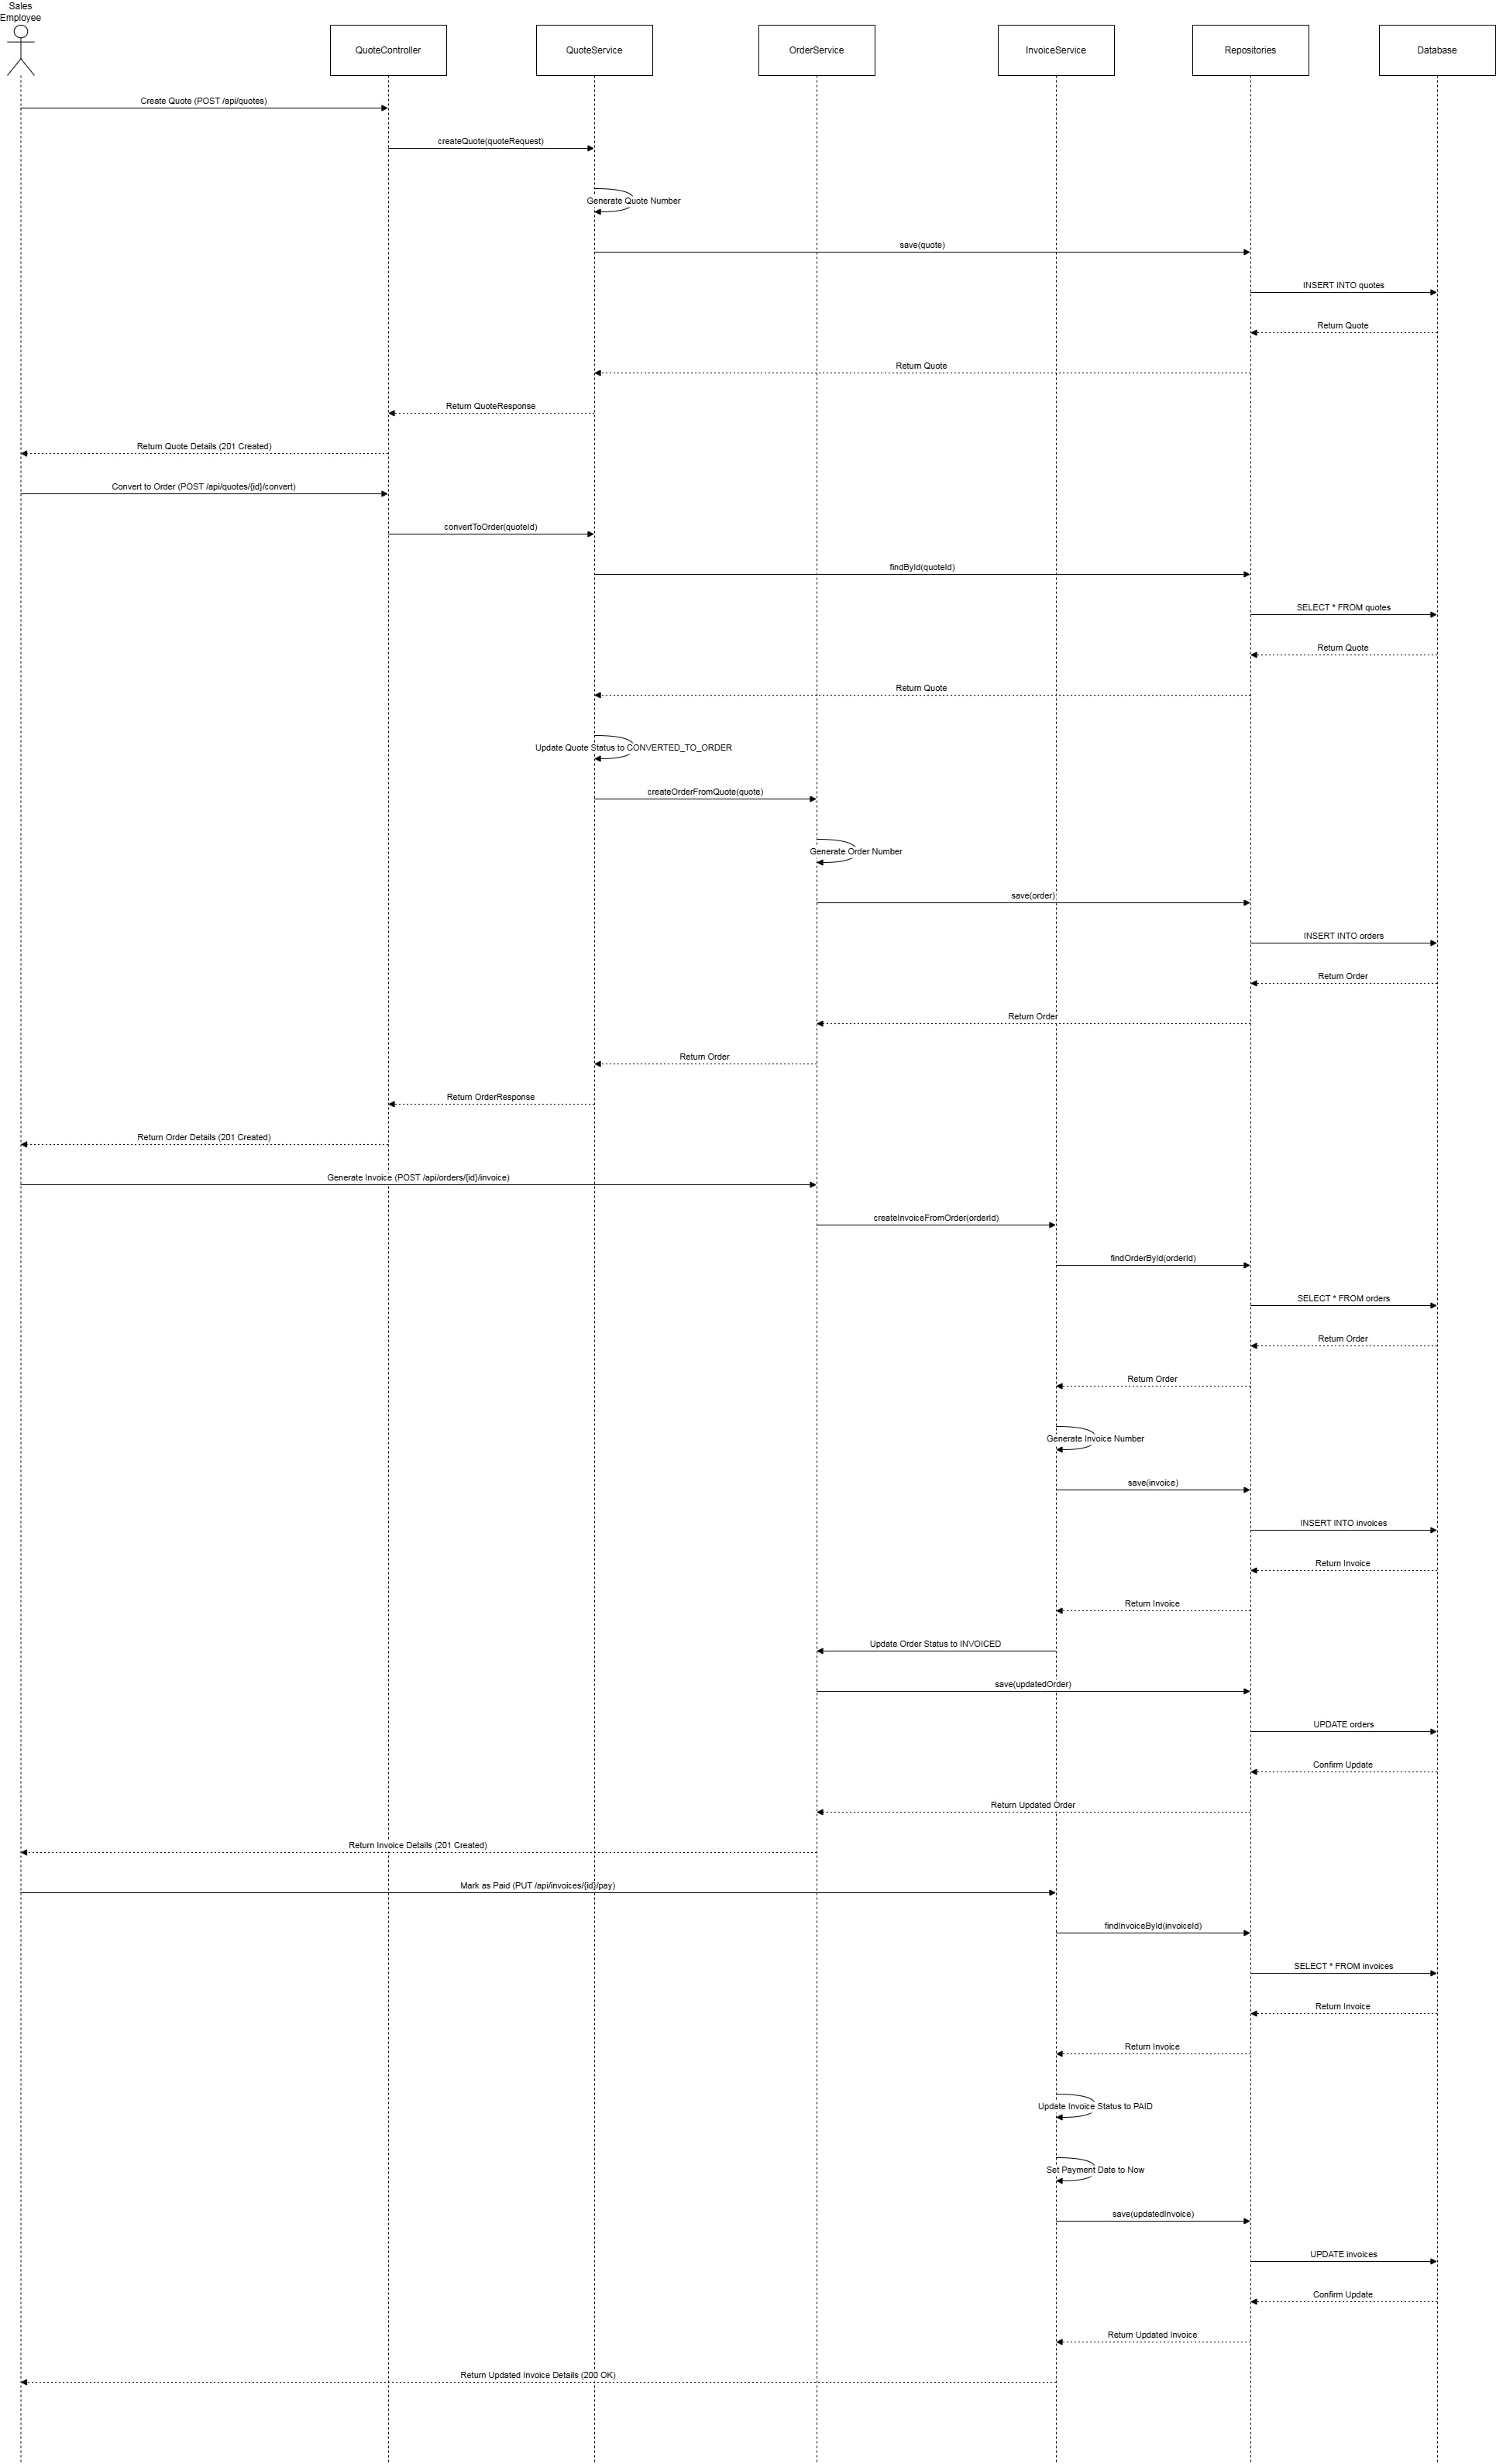 Sales
Employee
QuoteController
QuoteService
OrderService
InvoiceService
Repositories
Database
Create Quote (POST /api/quotes)
createQuote(quoteRequest)
Generate Quote Number
save(quote)
INSERT INTO quotes
Return Quote
Return Quote
Return QuoteResponse
Return Quote Details (201 Created)
Convert to Order (POST /api/quotes/{id}/convert)
convertToOrder(quoteId)
findById(quoteId)
SELECT * FROM quotes
Return Quote
Return Quote
Update Quote Status to CONVERTED_TO_ORDER
createOrderFromQuote(quote)
Generate Order Number
save(order)
INSERT INTO orders
Return Order
Return Order
Return Order
Return OrderResponse
Return Order Details (201 Created)
Generate Invoice (POST /api/orders/{id}/invoice)
createInvoiceFromOrder(orderId)
findOrderById(orderId)
SELECT * FROM orders
Return Order
Return Order
Generate Invoice Number
save(invoice)
INSERT INTO invoices
Return Invoice
Return Invoice
Update Order Status to INVOICED
save(updatedOrder)
UPDATE orders
Confirm Update
Return Updated Order
Return Invoice Details (201 Created)
Mark as Paid (PUT /api/invoices/{id}/pay)
findInvoiceById(invoiceId)
SELECT * FROM invoices
Return Invoice
Return Invoice
Update Invoice Status to PAID
Set Payment Date to Now
save(updatedInvoice)
UPDATE invoices
Confirm Update
Return Updated Invoice
Return Updated Invoice Details (200 OK)